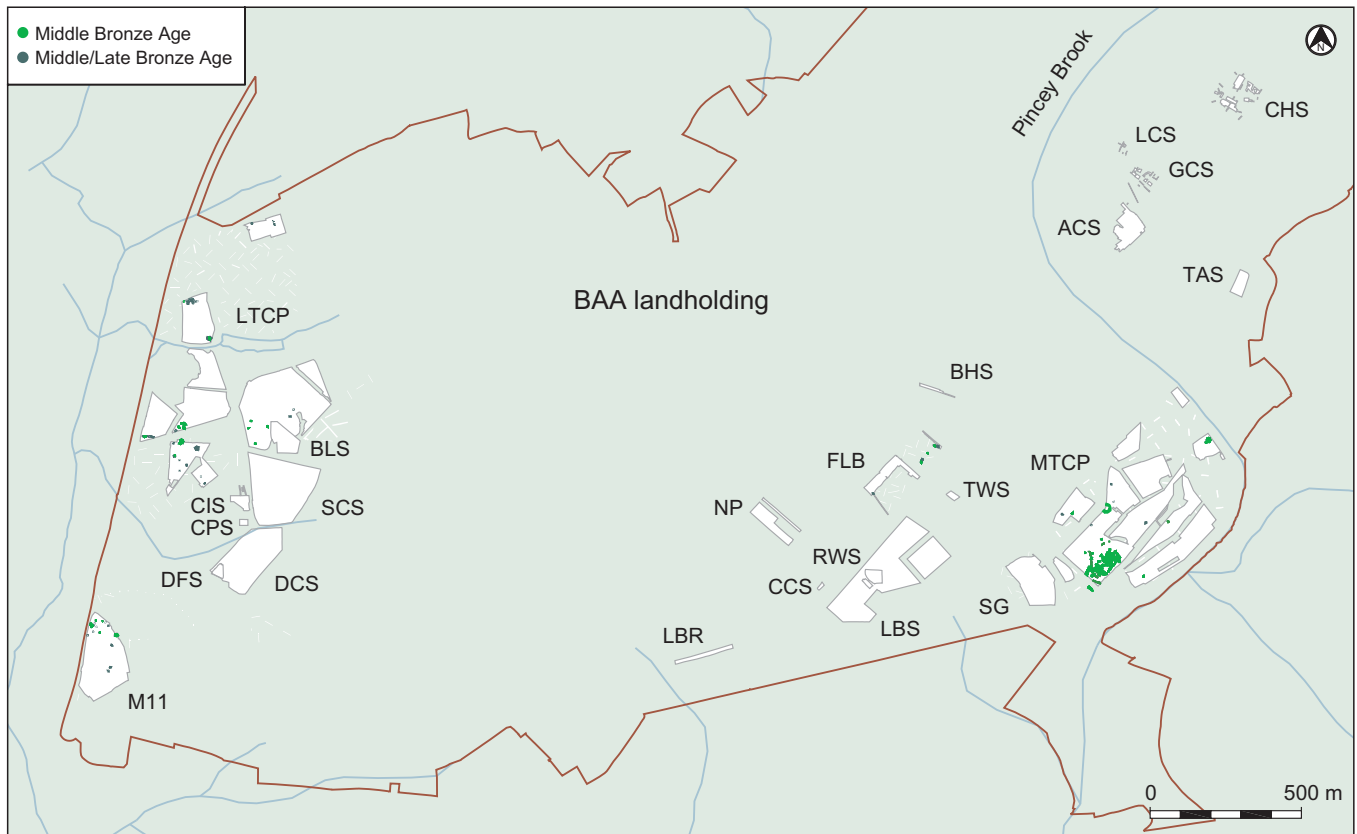 Middle Bronze Age
Middle/Late Bronze Age
N
Pincey Brook
CHS
LCS
GCS
ACS
TAS
BAA landholding
LTCP
BHS
BLS
FLB
MTCP
TWS
CIS
SCS
CPS
NP
RWS
DFS
DCS
CCS
SG
LBS
LBR
M11
0 500 m